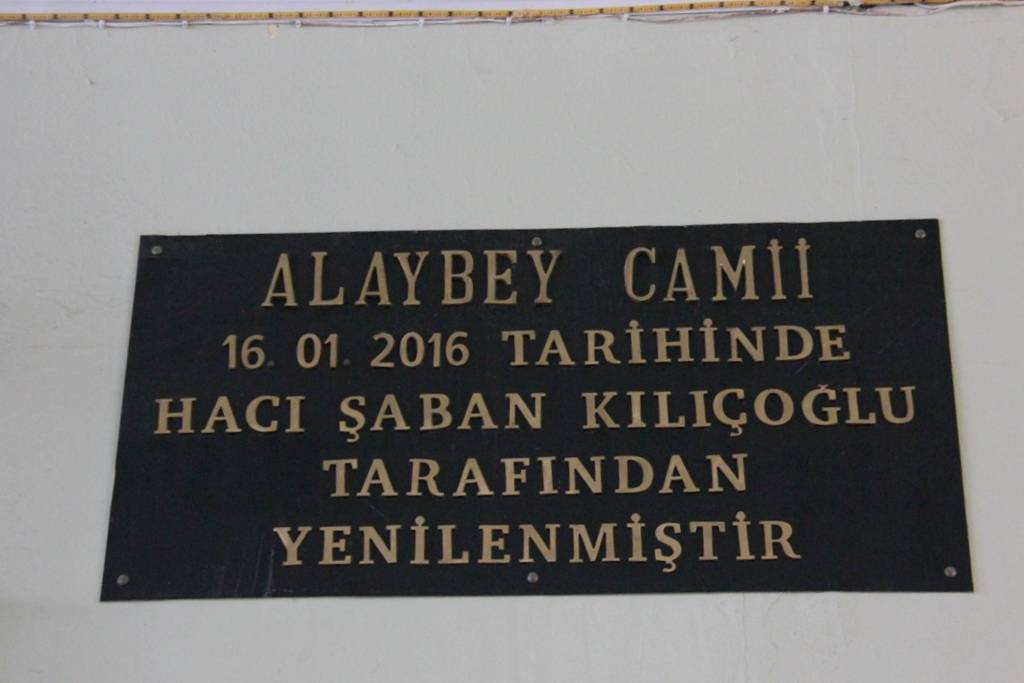 ALAYBEY CAMİİ
16. 01. 2016 TARİHİNDE
HACI ŞABAN KILIÇOĞLU
TARAFINDAN
YENİLENMİŞTİR